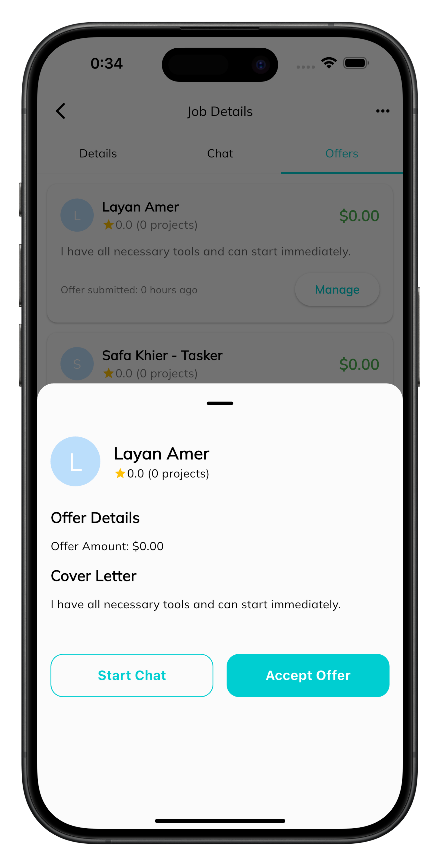 0:34
Job Details
Details
Chat
Offers
L
Layan Amer
0.0 (0 projects)
$0.00
I have all necessary tools and can start immediately.
Offer submitted: 0 hours ago
Manage
S
Safa Khier - Tasker
0.0 (0 projects)
$0.00
L
Layan Amer
0.0 (0 projects)
Offer Details
Offer Amount: $0.00
Cover Letter
I have all necessary tools and can start immediately.
Start Chat
Accept Offer